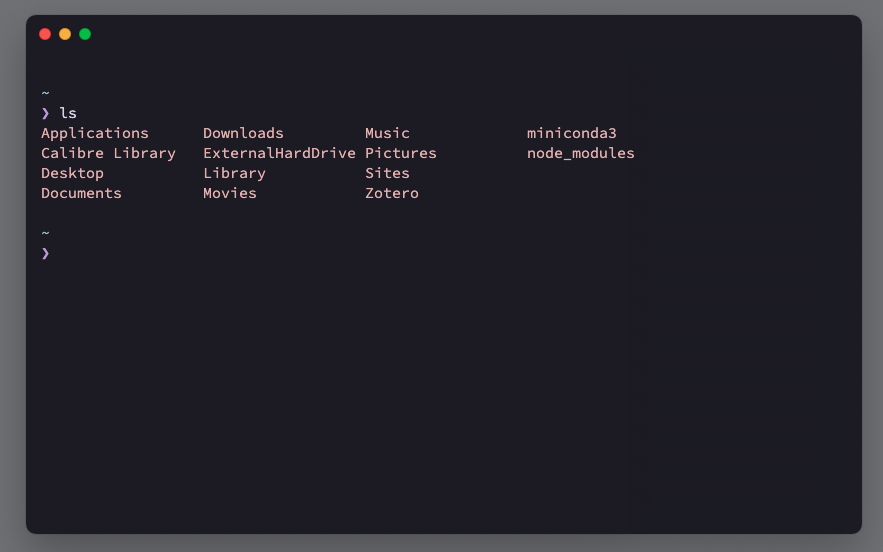 ~
❯ ls
Applications Downloads Music miniconda3
Calibre Library ExternalHardDrive Pictures node_modules
Desktop Library Sites
Documents Movies Zotero
~
❯